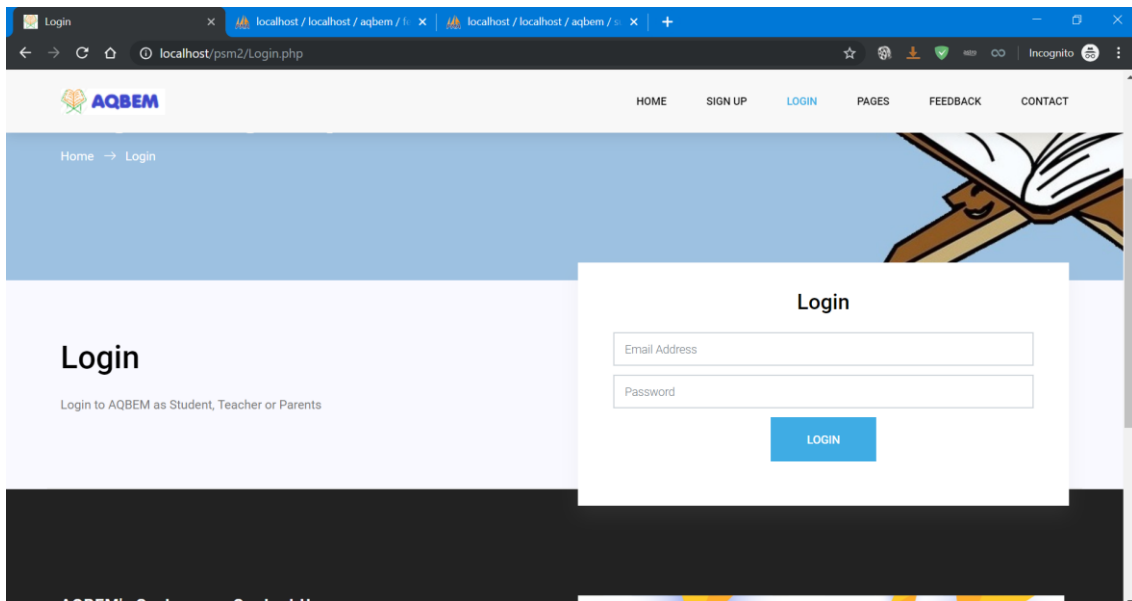 Login
localhost / localhost / aqbem / f
localhost / localhost / aqbem / s
localhost/psm2/Login.php
Incognito
AQBEM
HOME SIGN UP LOGIN PAGES FEEDBACK CONTACT
Home → Login
Login
Login to AQBEM as Student, Teacher or Parents
Login
Email Address
Password
LOGIN